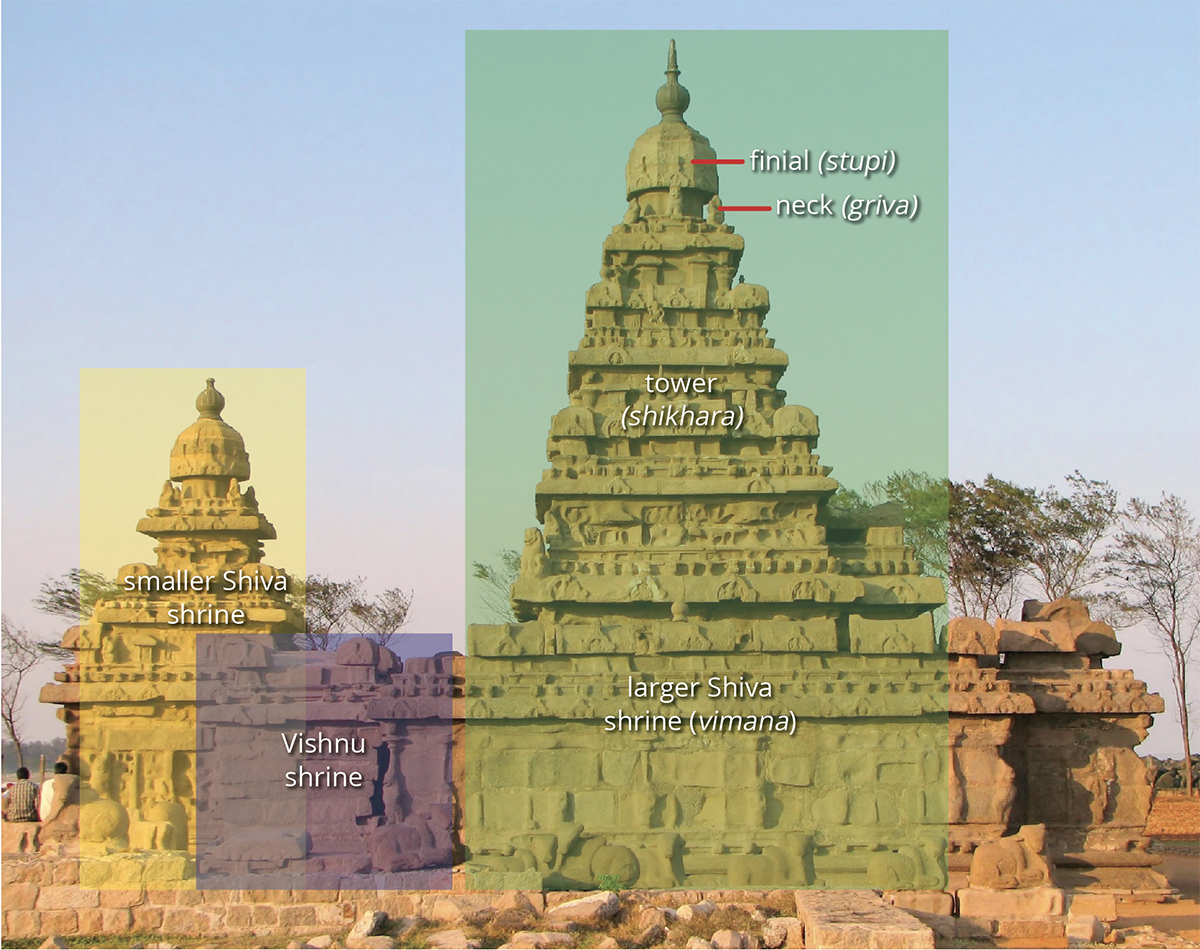 finial (stupi)
neck (griva)
tower
(shikhara)
smaller Shiva
shrine
larger Shiva
shrine (vimana)
Vishnu
shrine